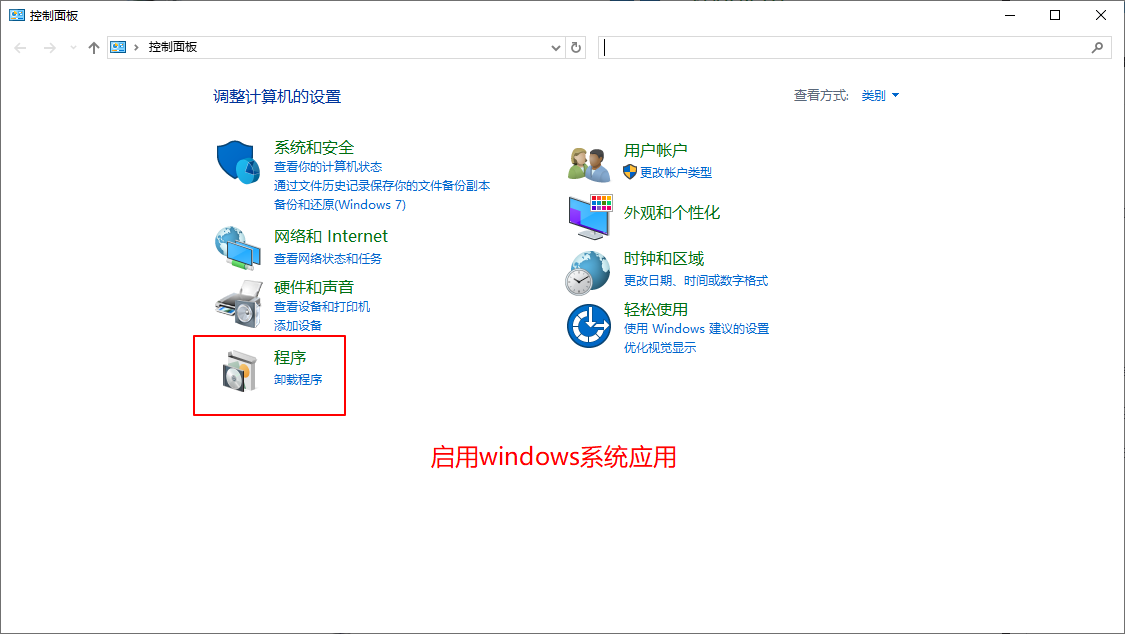 控制面板
控制面板
调整计算机的设置
查看方式: 类别
系统和安全
查看你的计算机状态
通过文件历史记录保存你的文件备份副本
备份和还原(Windows 7)
网络和 Internet
查看网络状态和任务
硬件和声音
查看设备和打印机
添加设备
程序
卸载程序
用户帐户
更改帐户类型
外观和个性化
时钟和区域
更改日期、时间或数字格式
轻松使用
使用 Windows 建议的设置
优化视觉显示
启用windows系统应用